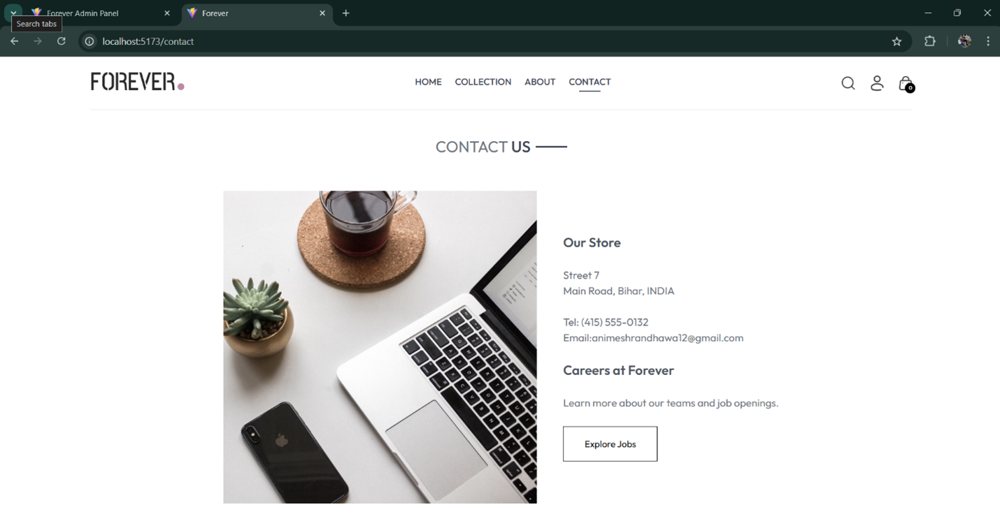 Forever Admin Panel
Forever
Search tabs
localhost:5173/contact
FOREVER.
HOME COLLECTION ABOUT CONTACT
0
CONTACT US
Our Store
Street 7
Main Road, Bihar, INDIA
Tel: (415) 555-0132
Email:animeshrandhawa12@gmail.com
Careers at Forever
Learn more about our teams and job openings.
Explore Jobs